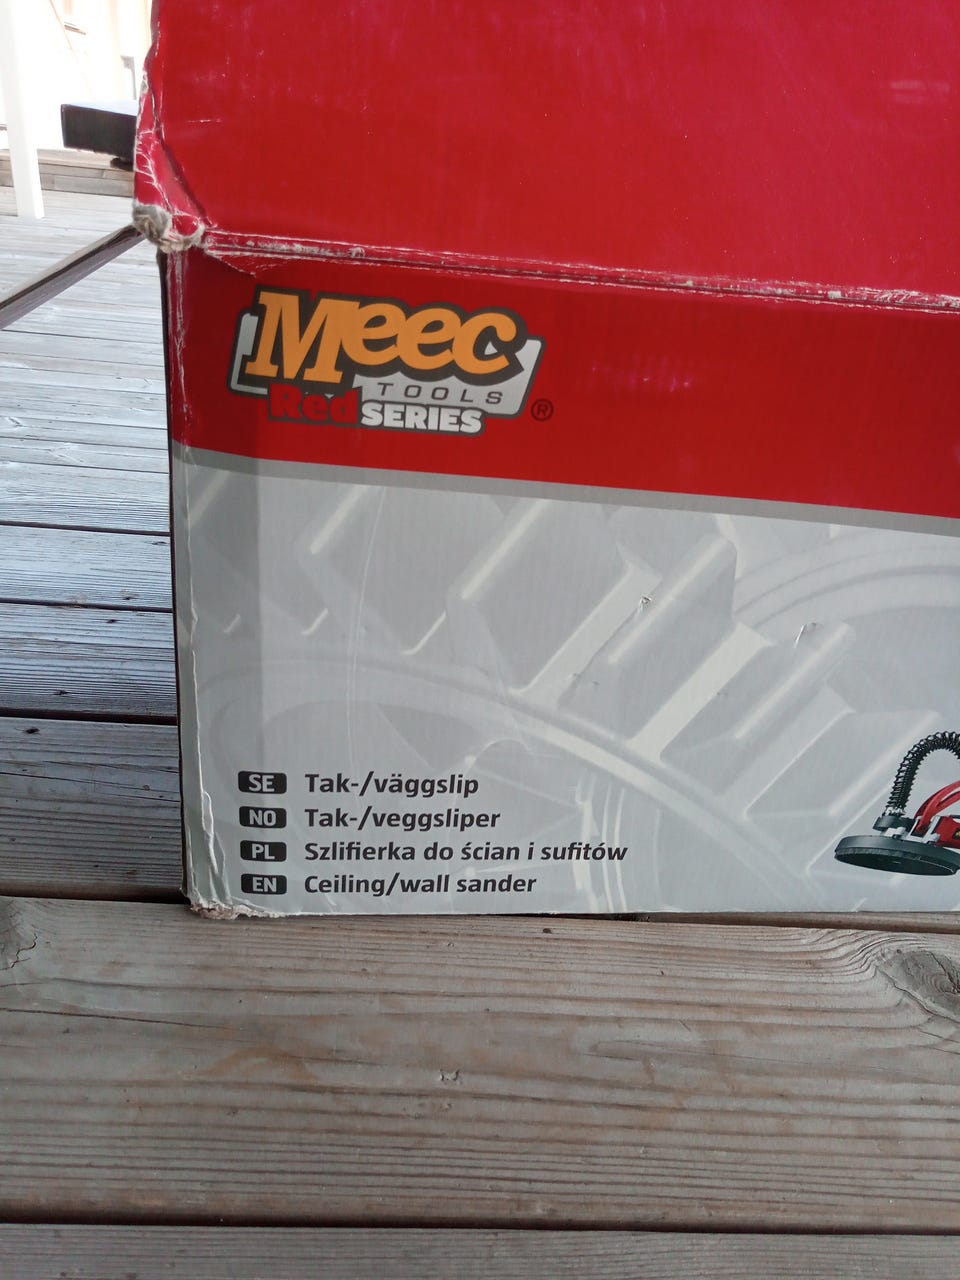 Meec
TOOLS
Red SERIES ®
SE Tak-/väggslip
NO Tak-/veggsliper
PL Szlifierka do ścian i sufitów
EN Ceiling/wall sander